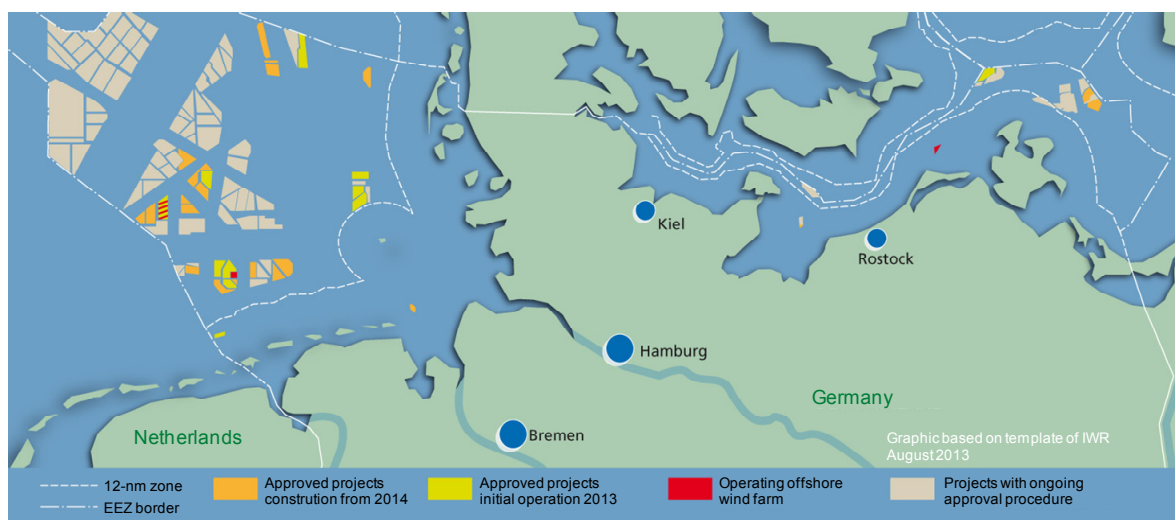 Kiel
Rostock
Hamburg
Germany
Netherlands
Bremen
Graphic based on template of IWR
August 2013
12-nm zone
EEZ border
Approved projects
constrution from 2014
Approved projects
initial operation 2013
Operating offshore
wind farm
Projects with ongoing
approval procedure